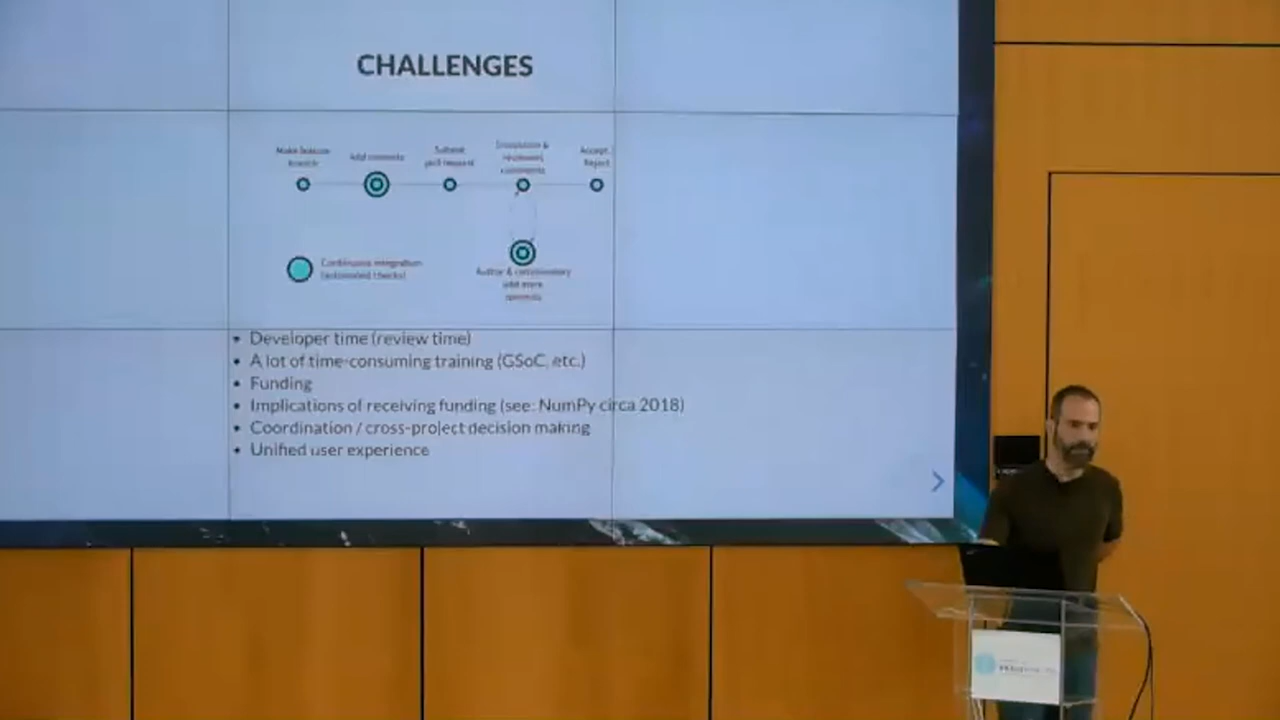 CHALLENGES
Make feature
branch
Add commits
Submit
pull request
Discussion &
reviewers
comments
Accept
Reject
Continuous integration
(automated checks)
Author & commentary
add more
commits
• Developer time (review time)
• A lot of time-consuming training (GSoC, etc.)
• Funding
• Implications of receiving funding (see: NumPy circa 2018)
• Coordination / cross-project decision making
• Unified user experience